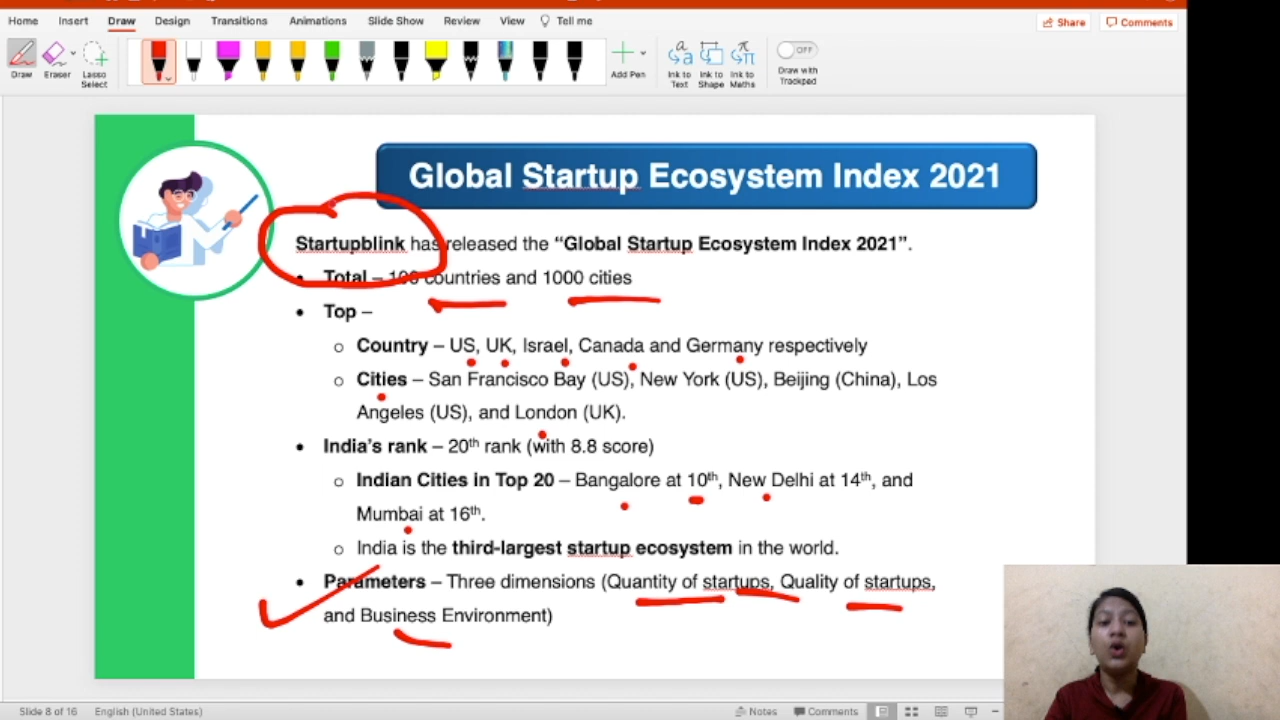 Home Insert Draw Design Transitions Animations Slide Show Review View Tell me Share Comments
Draw Eraser Lasso Select Add Pen Ink to Text Ink to Shape Ink to Maths OFF Draw with Trackpad
Global Startup Ecosystem Index 2021
Startupblink has released the “Global Startup Ecosystem Index 2021”.
• Total – 100 countries and 1000 cities
• Top –
o Country – US, UK, Israel, Canada and Germany respectively
o Cities – San Francisco Bay (US), New York (US), Beijing (China), Los
Angeles (US), and London (UK).
• India’s rank – 20th rank (with 8.8 score)
o Indian Cities in Top 20 – Bangalore at 10th, New Delhi at 14th, and
Mumbai at 16th.
o India is the third-largest startup ecosystem in the world.
• Parameters – Three dimensions (Quantity of startups, Quality of startups,
and Business Environment)
Slide 8 of 16 English (United States) Notes Comments